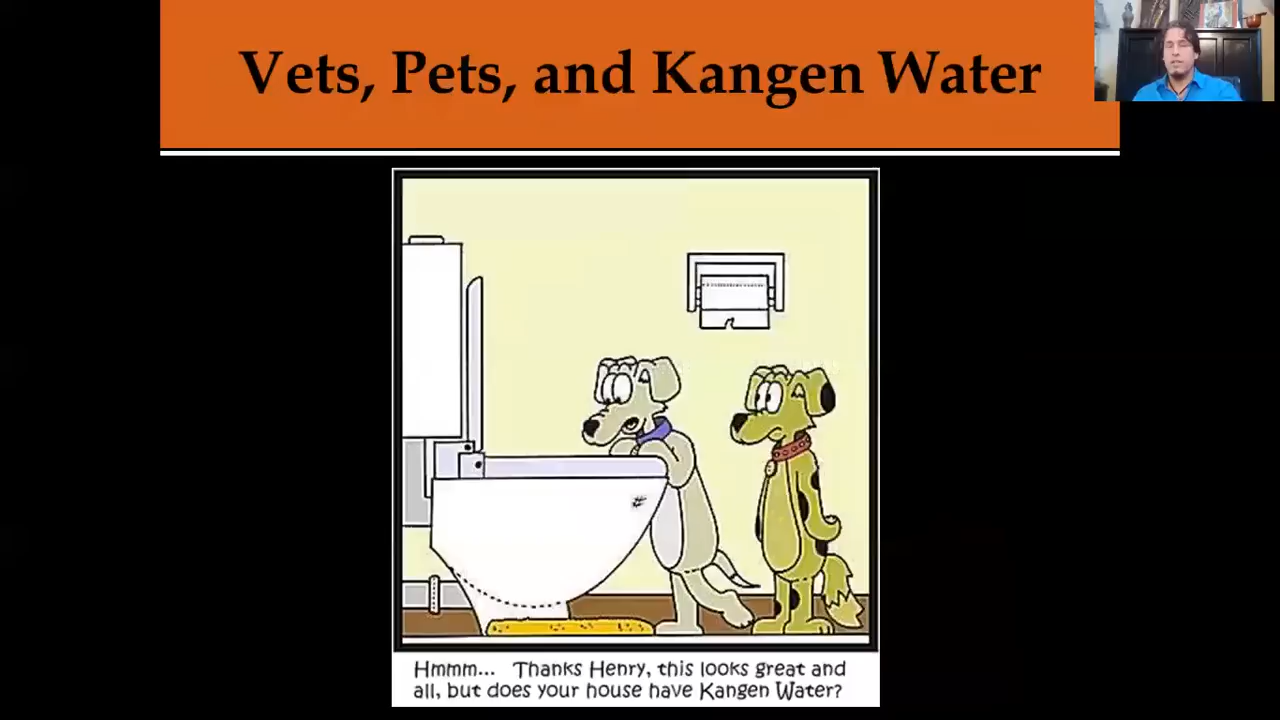 Vets, Pets, and Kangen Water
Hmmm... Thanks Henry, this looks great and
all, but does your house have Kangen Water?